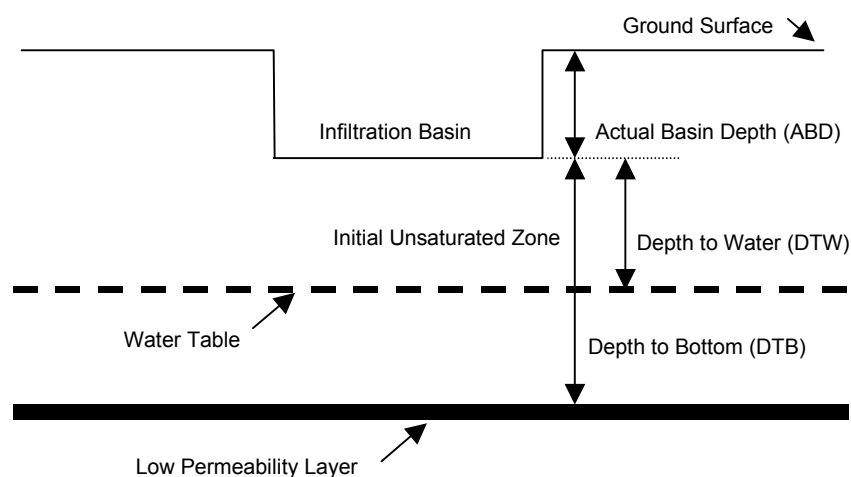 Ground Surface
Infiltration Basin
Actual Basin Depth (ABD)
Initial Unsaturated Zone
Depth to Water (DTW)
Water Table
Depth to Bottom (DTB)
Low Permeability Layer